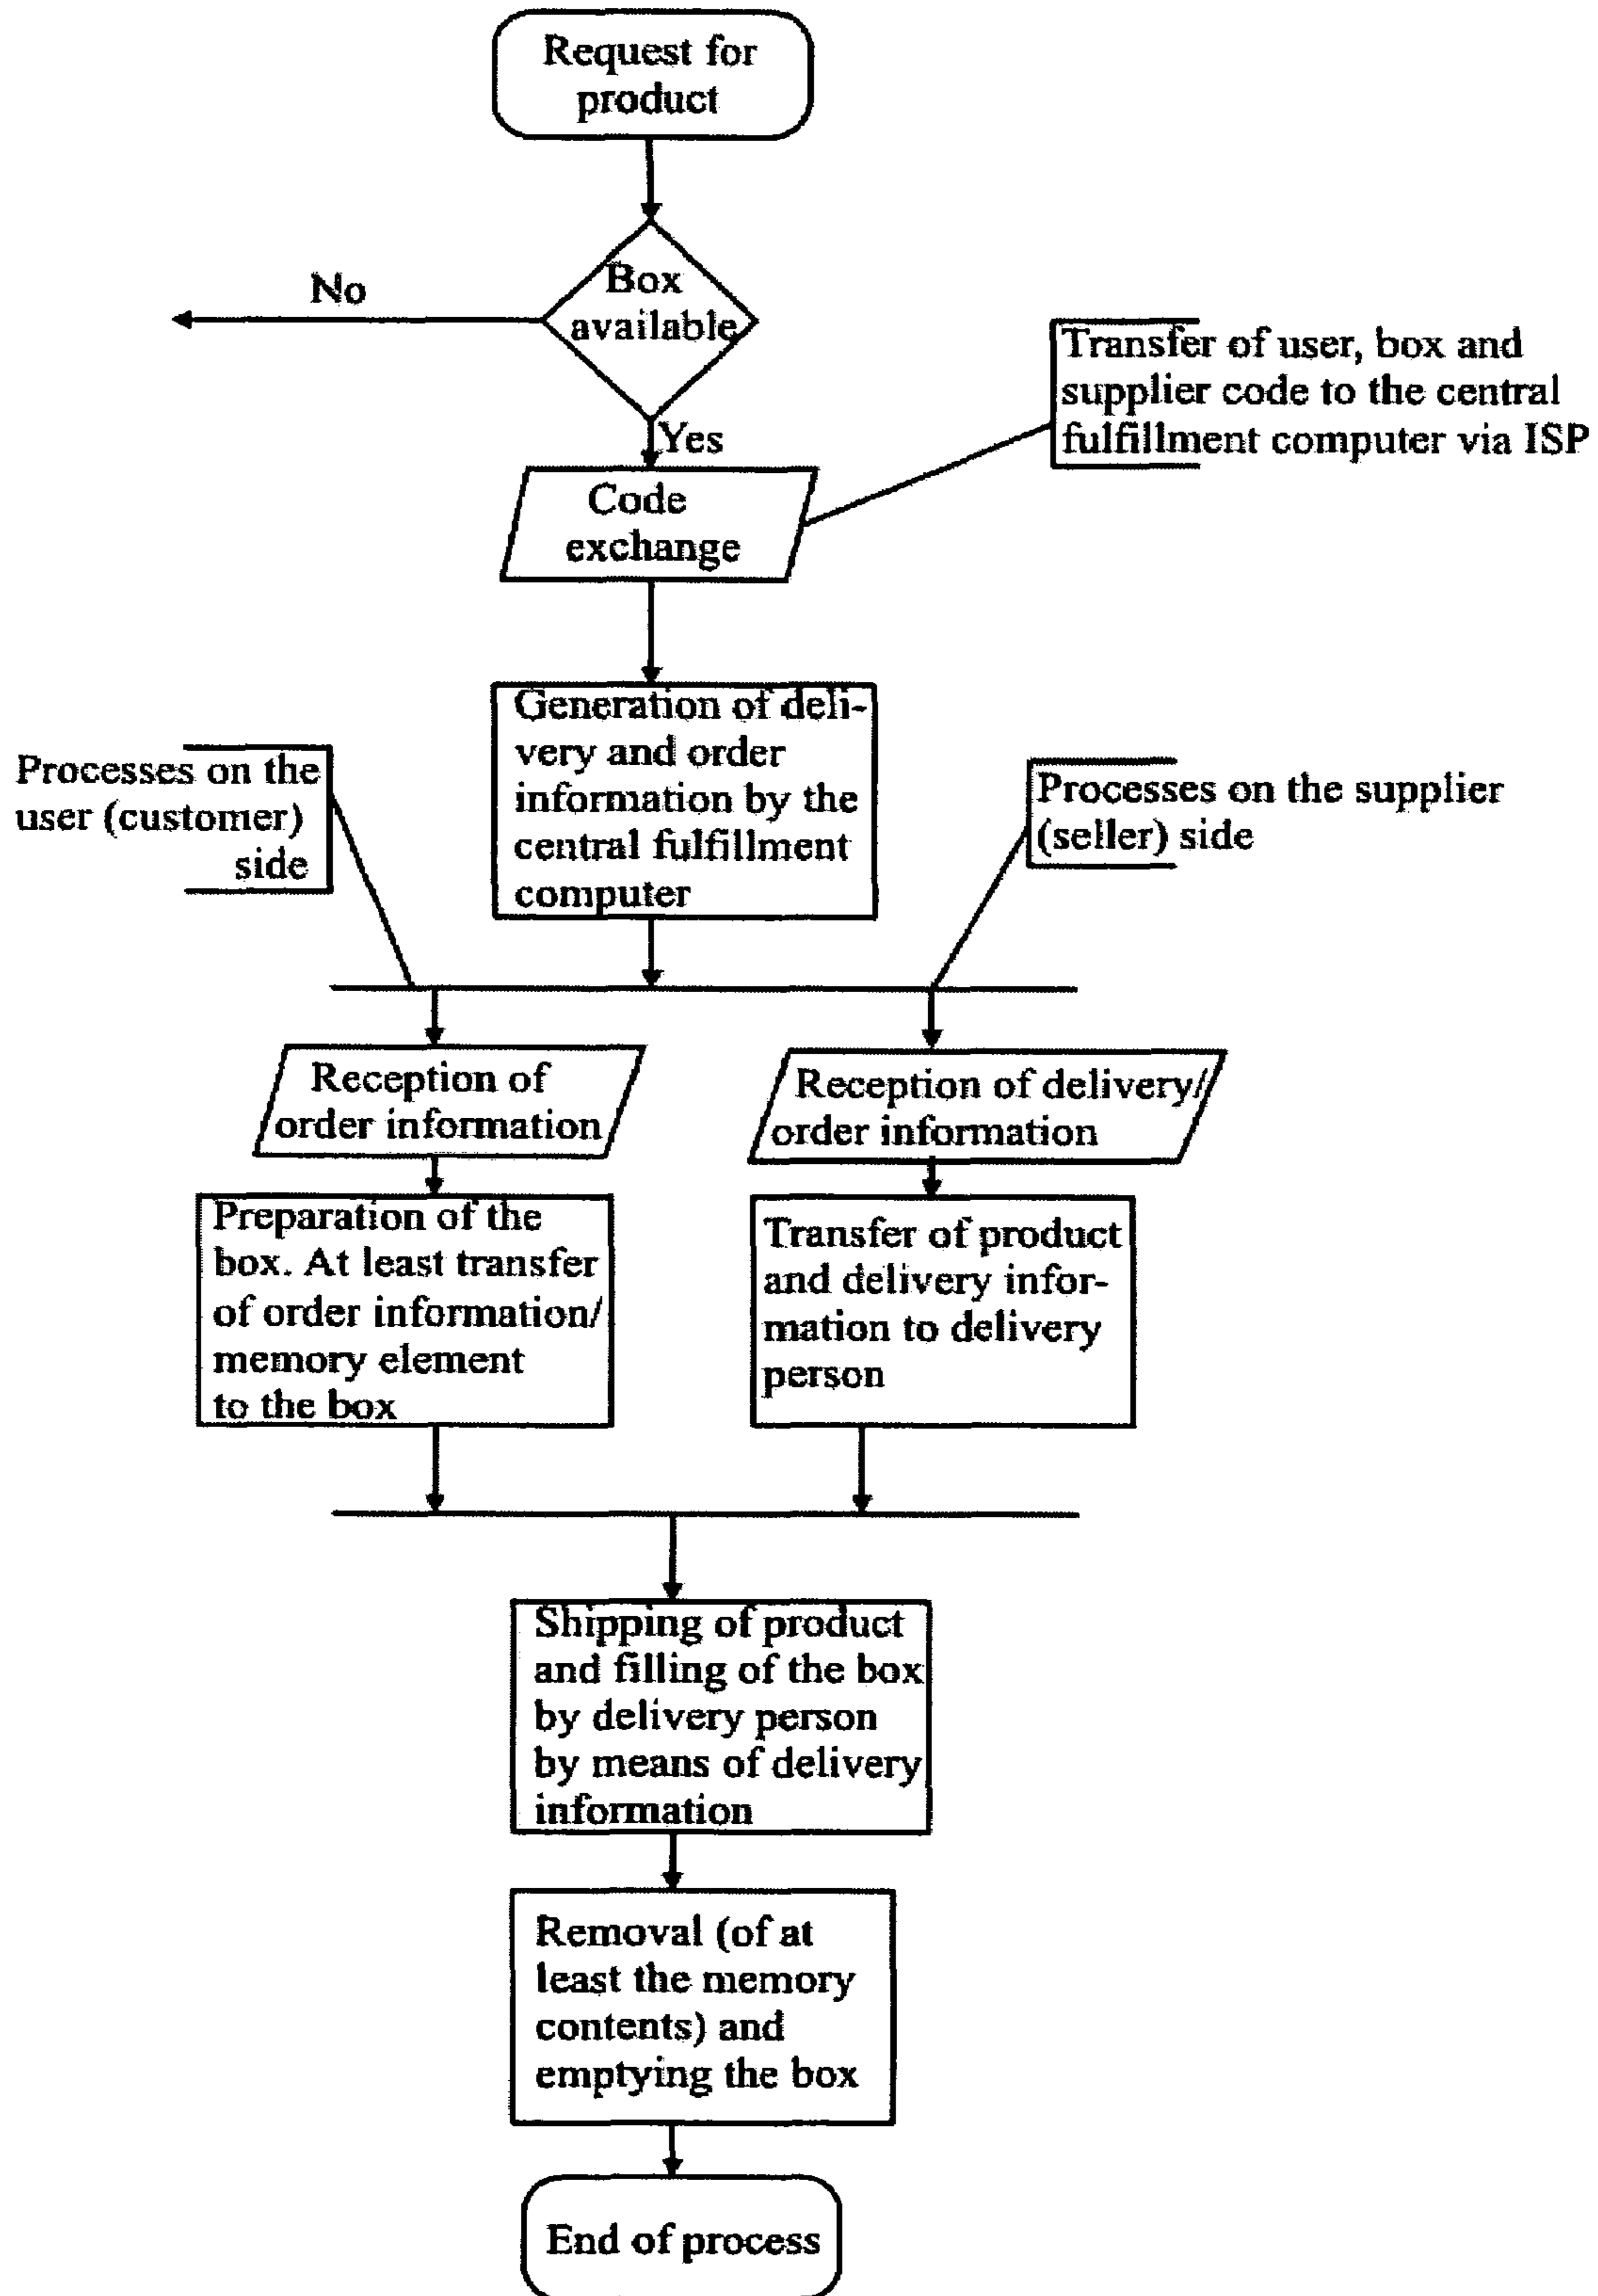 Request for
product
Box
available
No
Yes
Transfer of user, box and
supplier code to the central
fulfillment computer via ISP
Code
exchange
Generation of deli-
very and order
information by the
central fulfillment
computer
Processes on the
user (customer)
side
Processes on the supplier
(seller) side
Reception of
order information
Reception of delivery/
order information
Preparation of the
box. At least transfer
of order information/
memory element
to the box
Transfer of product
and delivery infor-
mation to delivery
person
Shipping of product
and filling of the box
by delivery person
by means of delivery
information
Removal (of at
least the memory
contents) and
emptying the box
End of process